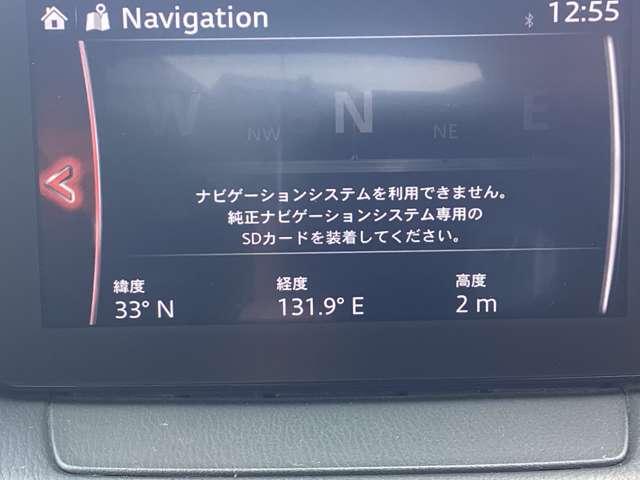 Navigation 12:55
W NW N NE E
ナビゲーションシステムを利用できません。
純正ナビゲーションシステム専用の
SDカードを装着してください。
緯度 経度 高度
33° N 131.9° E 2 m